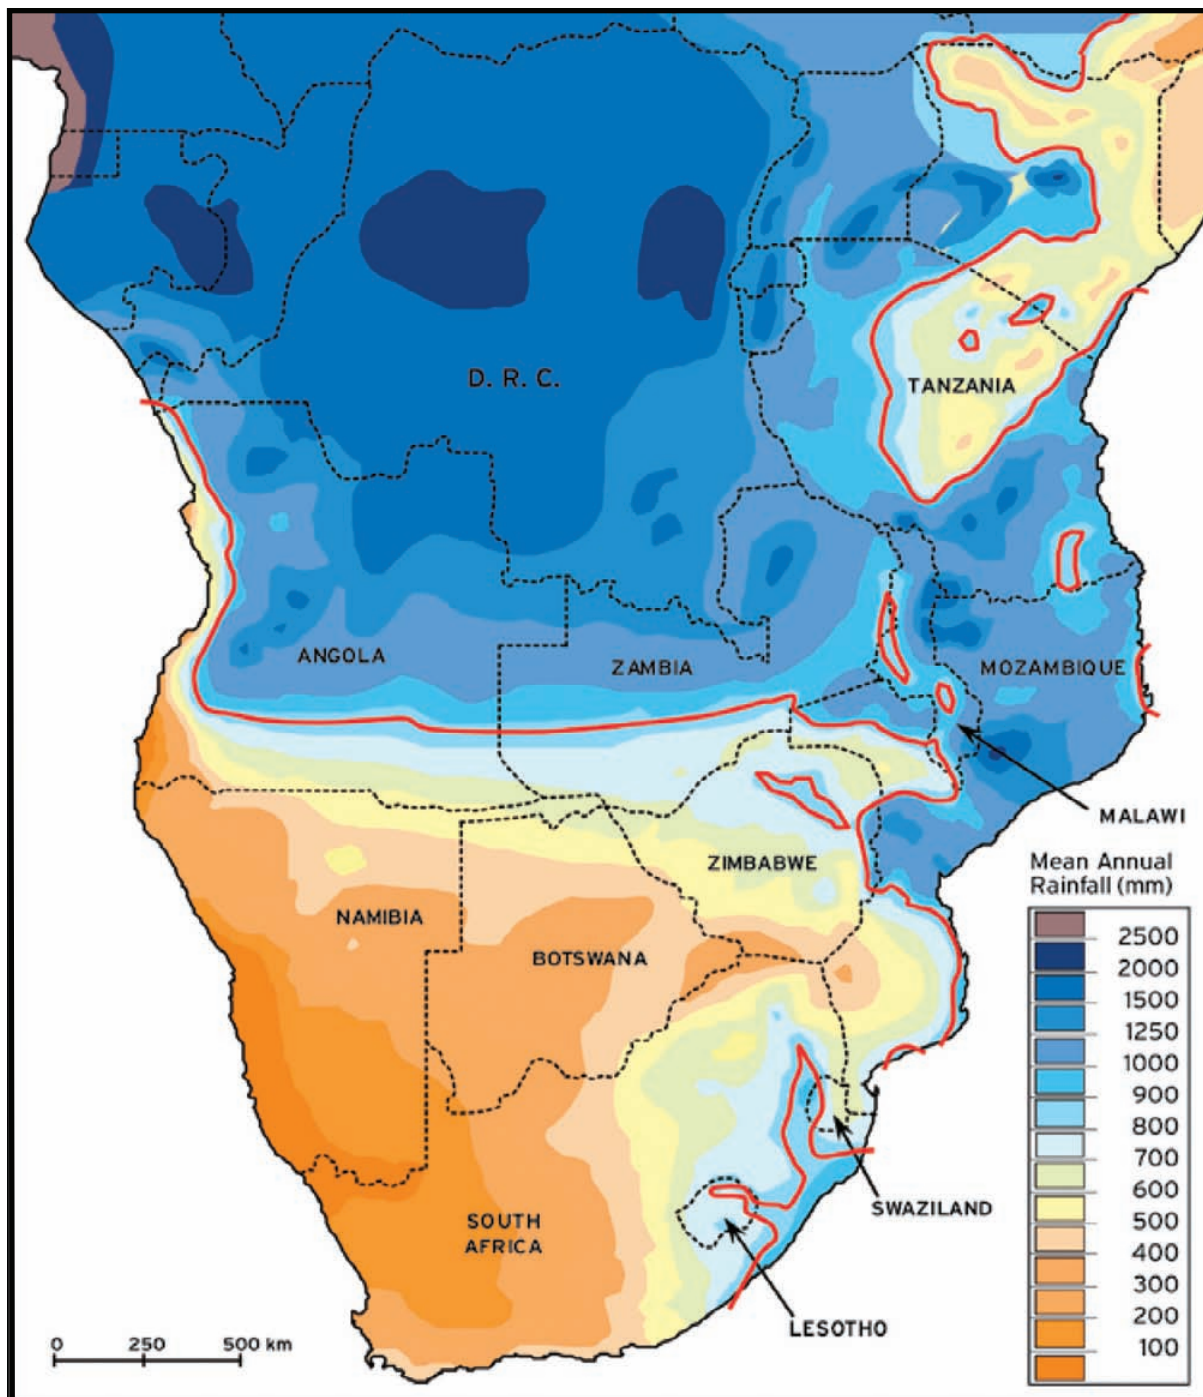 D. R. C.
TANZANIA
ANGOLA
ZAMBIA
MOZAMBIQUE
MALAWI
ZIMBABWE
NAMIBIA
BOTSWANA
SWAZILAND
SOUTH
AFRICA
LESOTHO
Mean Annual
Rainfall (mm)
2500
2000
1500
1250
1000
900
800
700
600
500
400
300
200
100
0 250 500 km